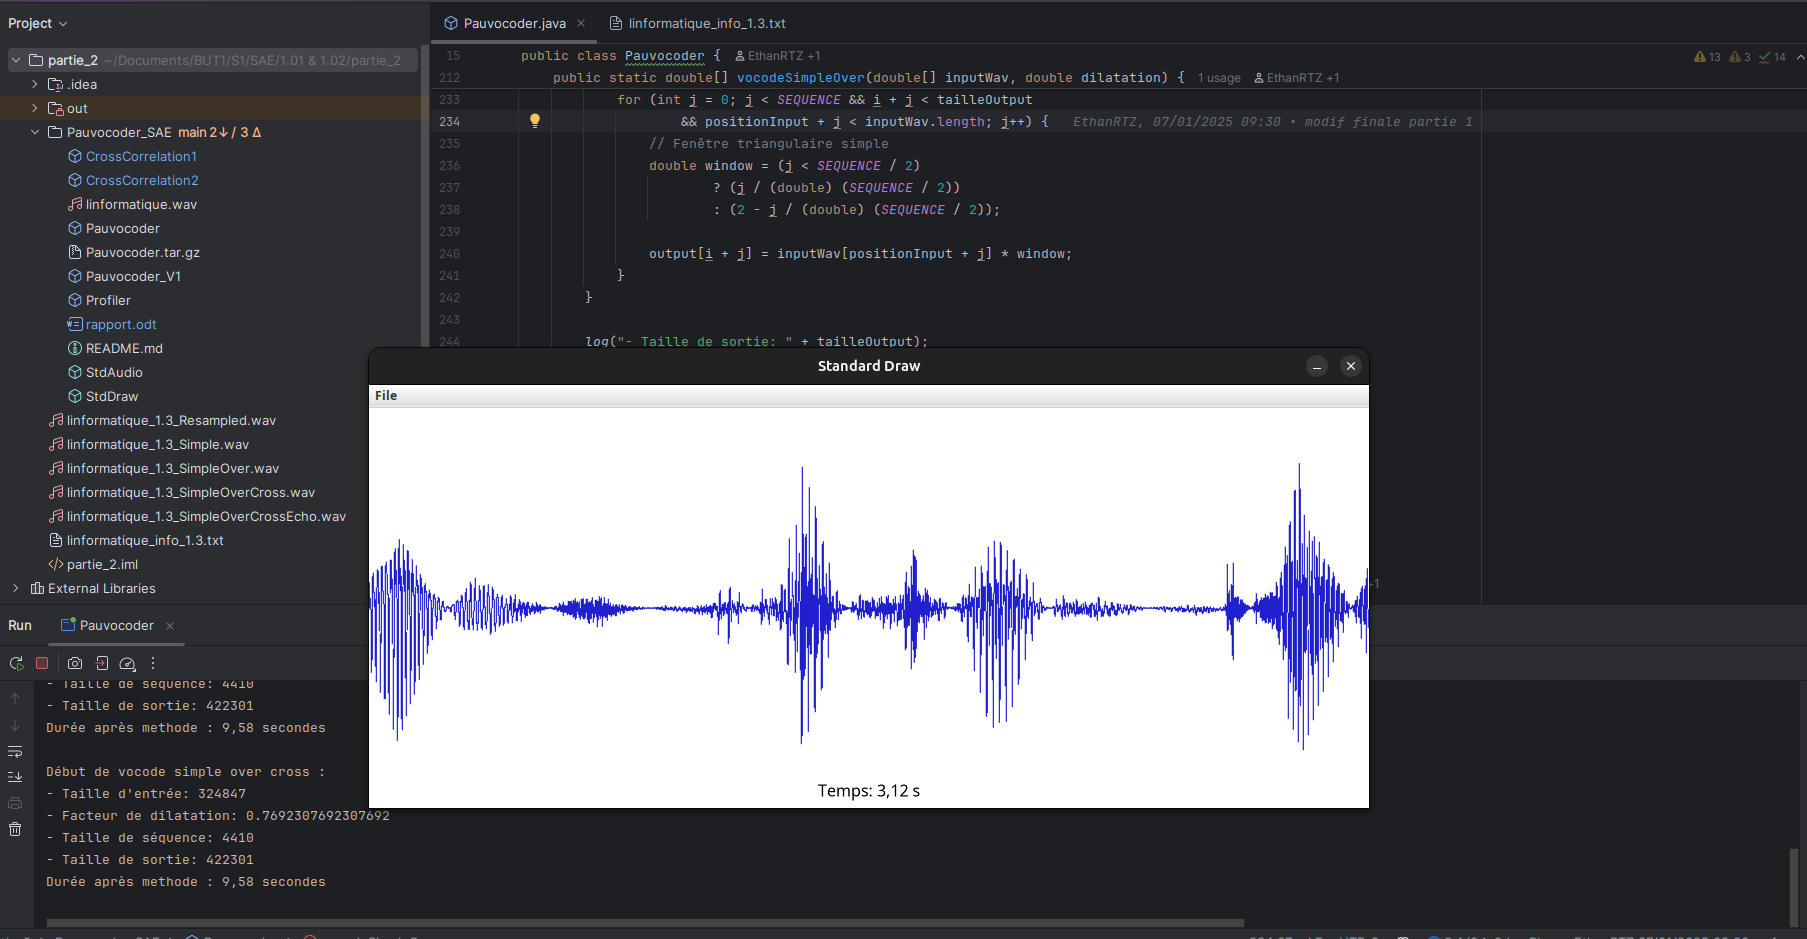 Project
Pauvocoder.java
linformatique_info_1.3.txt
partie_2 ~/Documents/BUT1/S1/SAE/1.01 & 1.02/partie_2
.idea
out
Pauvocoder_SAE main 2↓ / 3 Δ
CrossCorrelation1
CrossCorrelation2
linformatique.wav
Pauvocoder
Pauvocoder.tar.gz
Pauvocoder_V1
Profiler
rapport.odt
README.md
StdAudio
StdDraw
linformatique_1.3_Resampled.wav
linformatique_1.3_Simple.wav
linformatique_1.3_SimpleOver.wav
linformatique_1.3_SimpleOverCross.wav
linformatique_1.3_SimpleOverCrossEcho.wav
linformatique_info_1.3.txt
partie_2.iml
External Libraries
15 public class Pauvocoder { EthanRTZ +1
13 3 14
212 public static double[] vocodeSimpleOver(double[] inputWav, double dilatation) { 1 usage EthanRTZ +1
233 for (int j = 0; j < SEQUENCE && i + j < tailleOutput
234 && positionInput + j < inputWav.length; j++) { EthanRTZ, 07/01/2025 09:30 • modif finale partie 1
235 // Fenêtre triangulaire simple
236 double window = (j < SEQUENCE / 2)
237 ? (j / (double) (SEQUENCE / 2))
238 : (2 - j / (double) (SEQUENCE / 2));
239
240 output[i + j] = inputWav[positionInput + j] * window;
241 }
242 }
243
244 log("- Taille de sortie: " + tailleOutput);
Standard Draw
File
Temps: 3,12 s
Run
Pauvocoder
- Taille de séquence: 4410
- Taille de sortie: 422301
Durée après methode : 9,58 secondes
Début de vocode simple over cross :
- Taille d'entrée: 324847
- Facteur de dilatation: 0.7692307692307692
- Taille de séquence: 4410
- Taille de sortie: 422301
Durée après methode : 9,58 secondes